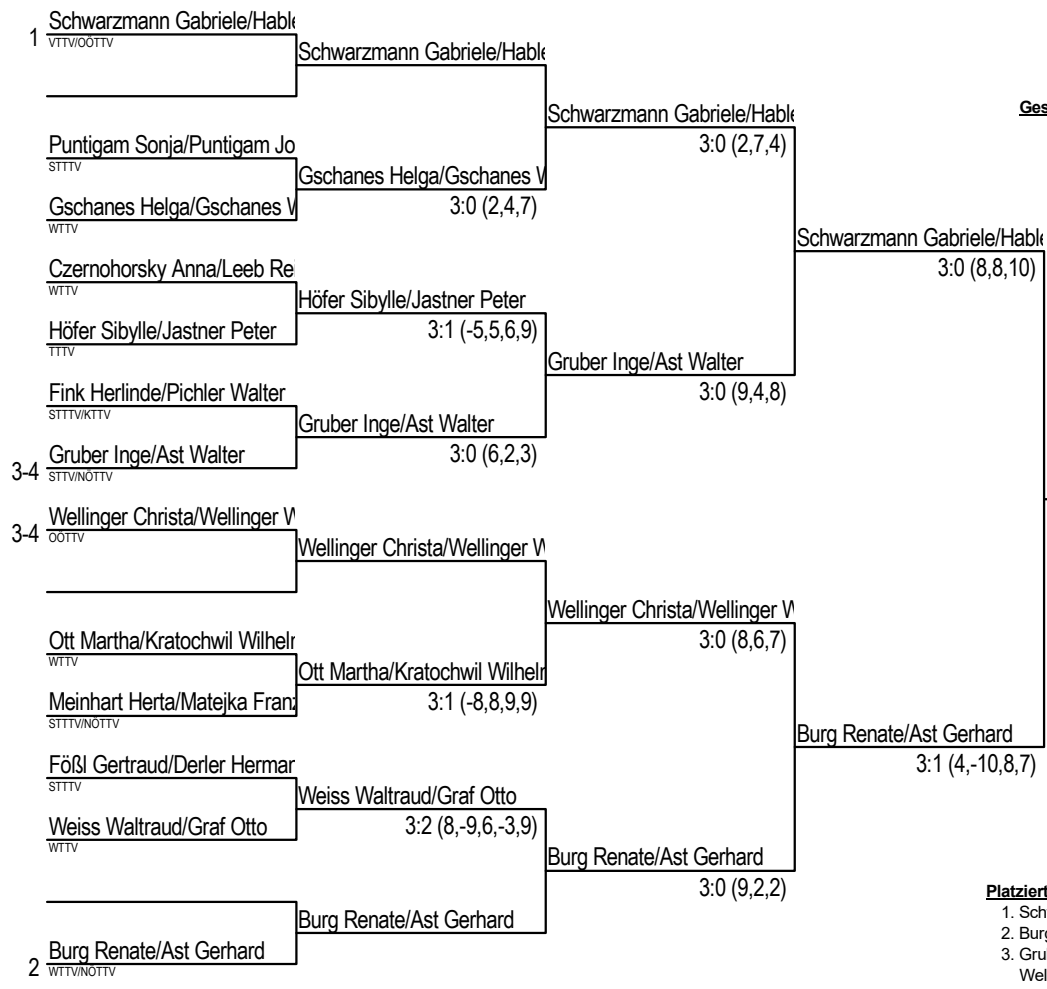 Schwarzmann Gabriele/Hable
1
VTTV/OÖTTV
Schwarzmann Gabriele/Hable
Schwarzmann Gabriele/Hable
3:0 (2,7,4)
Ges
Puntigam Sonja/Puntigam Jo
STTTV
Gschanes Helga/Gschanes W
3:0 (2,4,7)
Gschanes Helga/Gschanes W
WTTV
Schwarzmann Gabriele/Hable
3:0 (8,8,10)
Czernohorsky Anna/Leeb Rei
WTTV
Höfer Sibylle/Jastner Peter
3:1 (-5,5,6,9)
Höfer Sibylle/Jastner Peter
TTTV
Gruber Inge/Ast Walter
3:0 (9,4,8)
Fink Herlinde/Pichler Walter
STTTV/KTTV
Gruber Inge/Ast Walter
3:0 (6,2,3)
Gruber Inge/Ast Walter
3-4
STTV/NÖTTV
Wellinger Christa/Wellinger W
3-4
OÖTTV
Wellinger Christa/Wellinger W
Wellinger Christa/Wellinger W
3:0 (8,6,7)
Ott Martha/Kratochwil Wilhelm
WTTV
Ott Martha/Kratochwil Wilhelm
3:1 (-8,8,9,9)
Meinhart Herta/Matejka Franz
STTTV/NÖTTV
Burg Renate/Ast Gerhard
3:1 (4,-10,8,7)
Fößl Gertraud/Derler Herman
STTTV
Weiss Waltraud/Graf Otto
3:2 (8,-9,6,-3,9)
Weiss Waltraud/Graf Otto
WTTV
Burg Renate/Ast Gerhard
3:0 (9,2,2)
Burg Renate/Ast Gerhard
Burg Renate/Ast Gerhard
2
WTTV/NÖTTV
Platziert
1. Sch
2. Burg
3. Gru
Wel